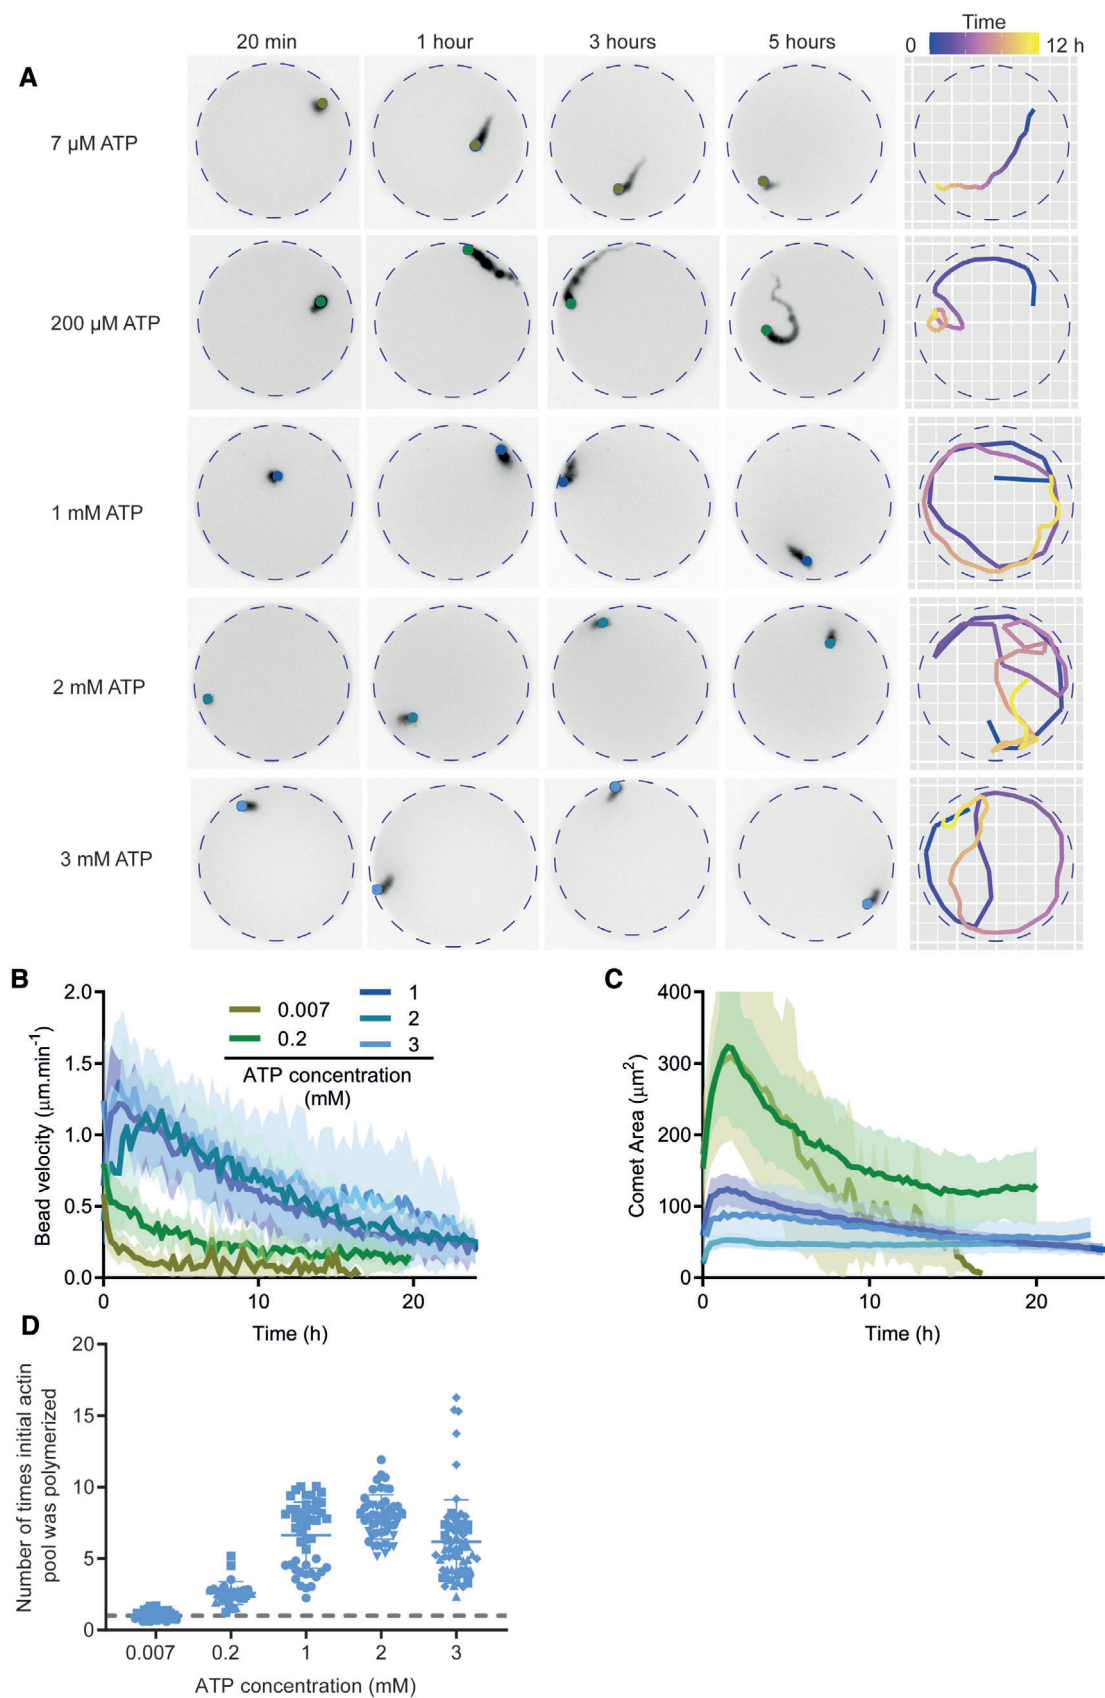 Time
20 min 1 hour 3 hours 5 hours 0 12 h
A
7 µM ATP
200 µM ATP
1 mM ATP
2 mM ATP
3 mM ATP
B
2.0
1.5
1.0
0.5
0.0
Bead velocity (µm.min⁻¹)
0.007 1
0.2 2
3
ATP concentration
(mM)
0 10 20
Time (h)
C
400
300
200
100
0
Comet Area (µm²)
0 10 20
Time (h)
D
20
15
10
5
0
Number of times initial actin
pool was polymerized
0.007 0.2 1 2 3
ATP concentration (mM)